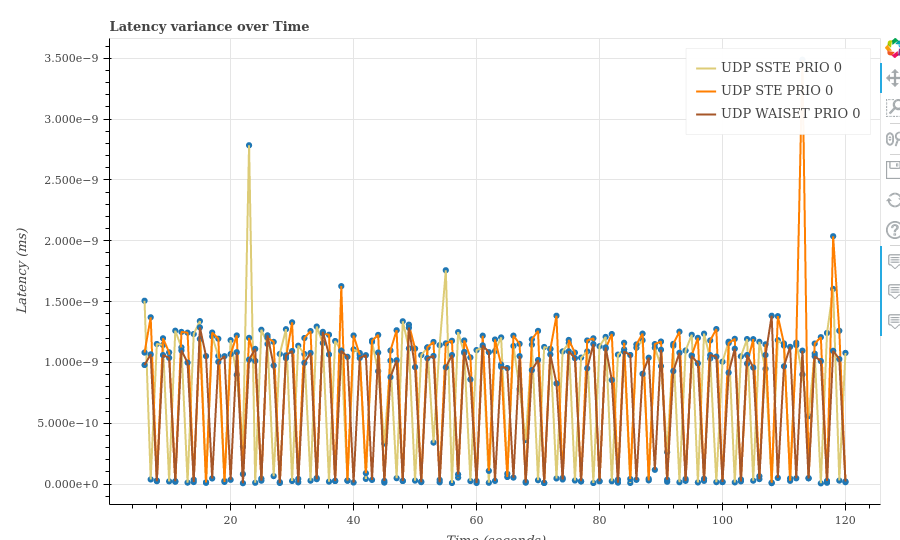 Latency variance over Time
3.500e-9
3.000e-9
2.500e-9
2.000e-9
1.500e-9
1.000e-9
5.000e-10
0.000e+0
Latency (ms)
UDP SSTE PRIO 0
UDP STE PRIO 0
UDP WAISET PRIO 0
20 40 60 80 100 120
Time (seconds)